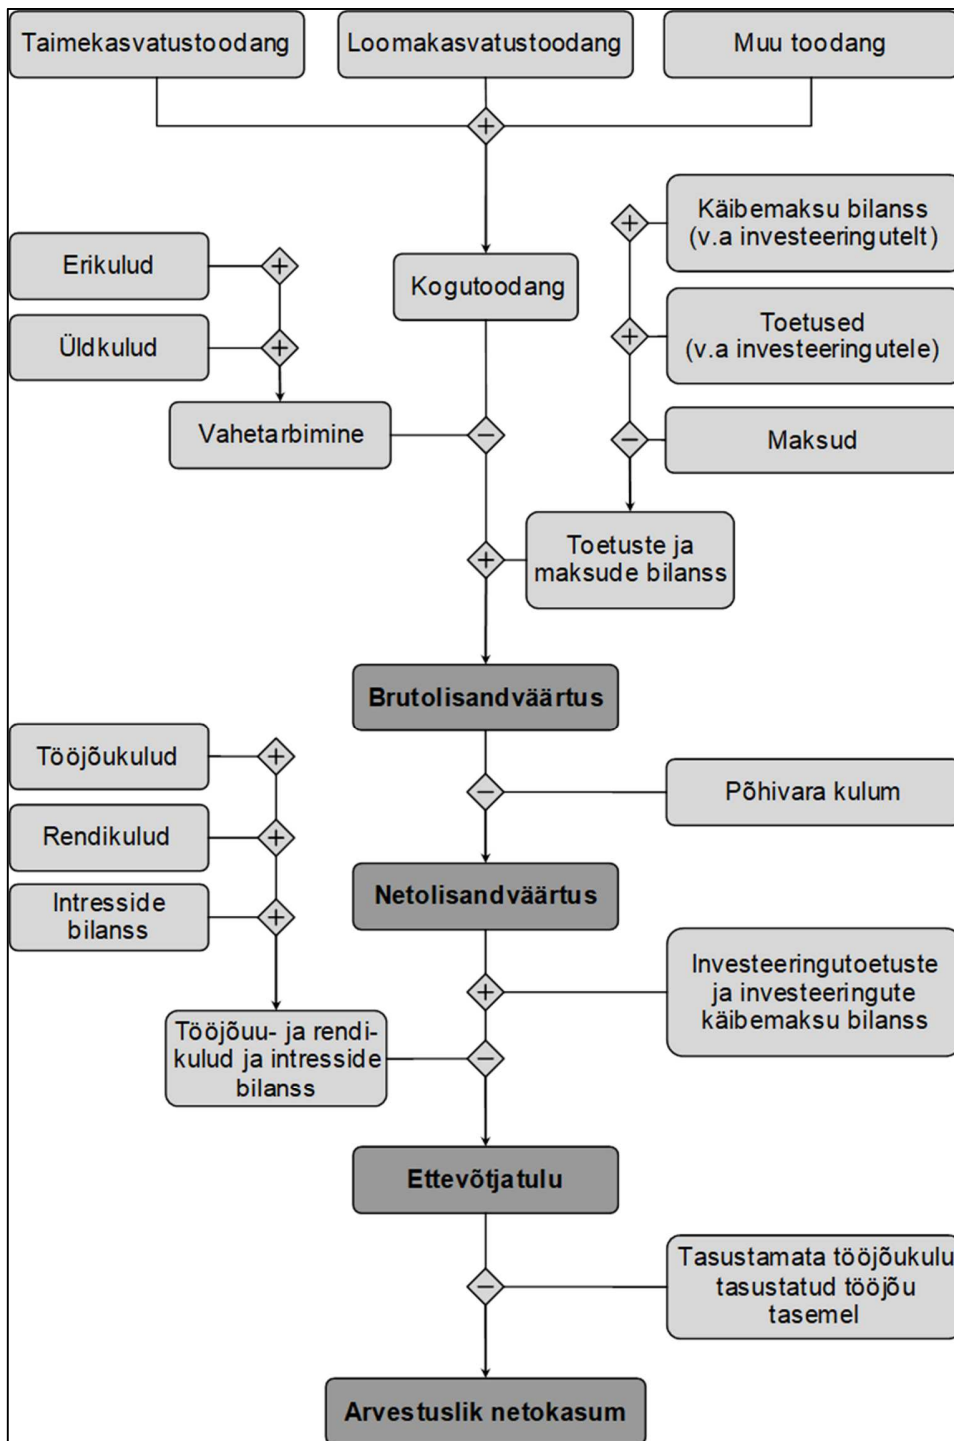 Taimekasvatustoodang
Loomakasvatustoodang
Muu toodang
+
Käibemaksu bilanss
(v.a investeeringutelt)
+
Erikulud
+
Kogutoodang
Toetused
(v.a investeeringutele)
+
Üldkulud
+
Vahetarbimine
−
Maksud
−
Toetuste ja
maksude bilanss
+
Brutolisandväärtus
Tööjõukulud
+
Põhivara kulum
−
Rendikulud
+
Netolisandväärtus
Intresside
bilanss
+
Investeeringutoetuste
ja investeeringute
käibemaksu bilanss
+
Tööjõuu- ja rendi-
kulud ja intresside
bilanss
−
Ettevõtjatulu
Tasustamata tööjõukulu
tasustatud tööjõu
tasemel
−
Arvestuslik netokasum